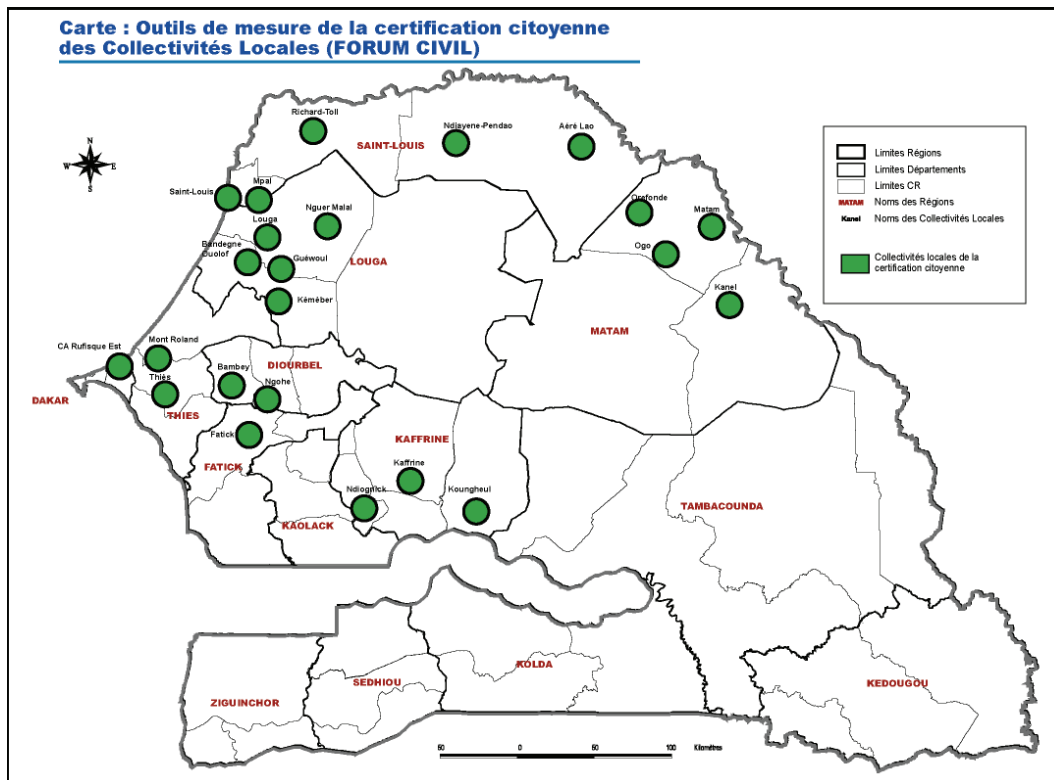 Carte : Outils de mesure de la certification citoyenne
des Collectivités Locales (FORUM CIVIL)
N
W E
S
Richard-Toll
Ndiayene-Pendao
Aéré Lao
SAINT-LOUIS
Limites Régions
Limites Départements
Limites CR
MATAM Noms des Régions
Kanel Noms des Collectivités Locales
Collectivités locales de la
certification citoyenne
Saint-Louis
Mpal
Nguer Malal
Orefonde
Matam
Louga
Bandegne
Ouolof
Guéwoul
LOUGA
Ogo
Kanel
Kéméber
MATAM
CA Rufisque Est
Mont Roland
Thiès
Bambey
DIOURBEL
Ngohe
DAKAR
THIES
Fatick
KAFFRINE
FATICK
Kaffrine
Ndiognick
Koungheul
KAOLACK
TAMBACOUNDA
KOLDA
SEDHIOU
KEDOUGOU
ZIGUINCHOR
50 0 50 100 Kilomètres